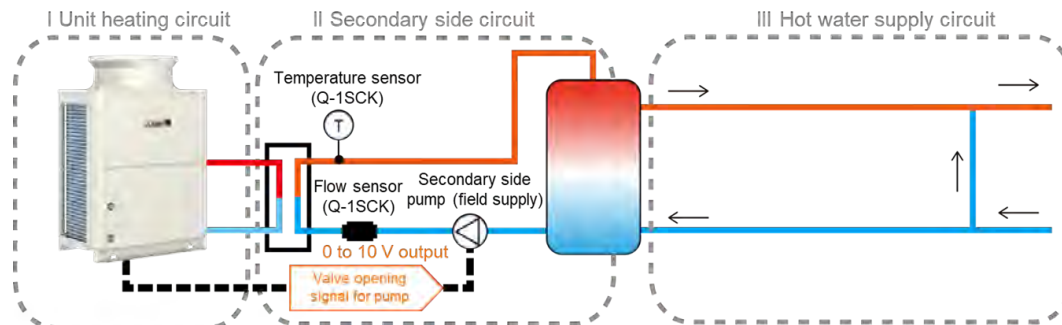 I Unit heating circuit
II Secondary side circuit
III Hot water supply circuit
Temperature sensor
(Q-1SCK)
T
Flow sensor
(Q-1SCK)
Secondary side
pump (field supply)
0 to 10 V output
Valve opening
signal for pump